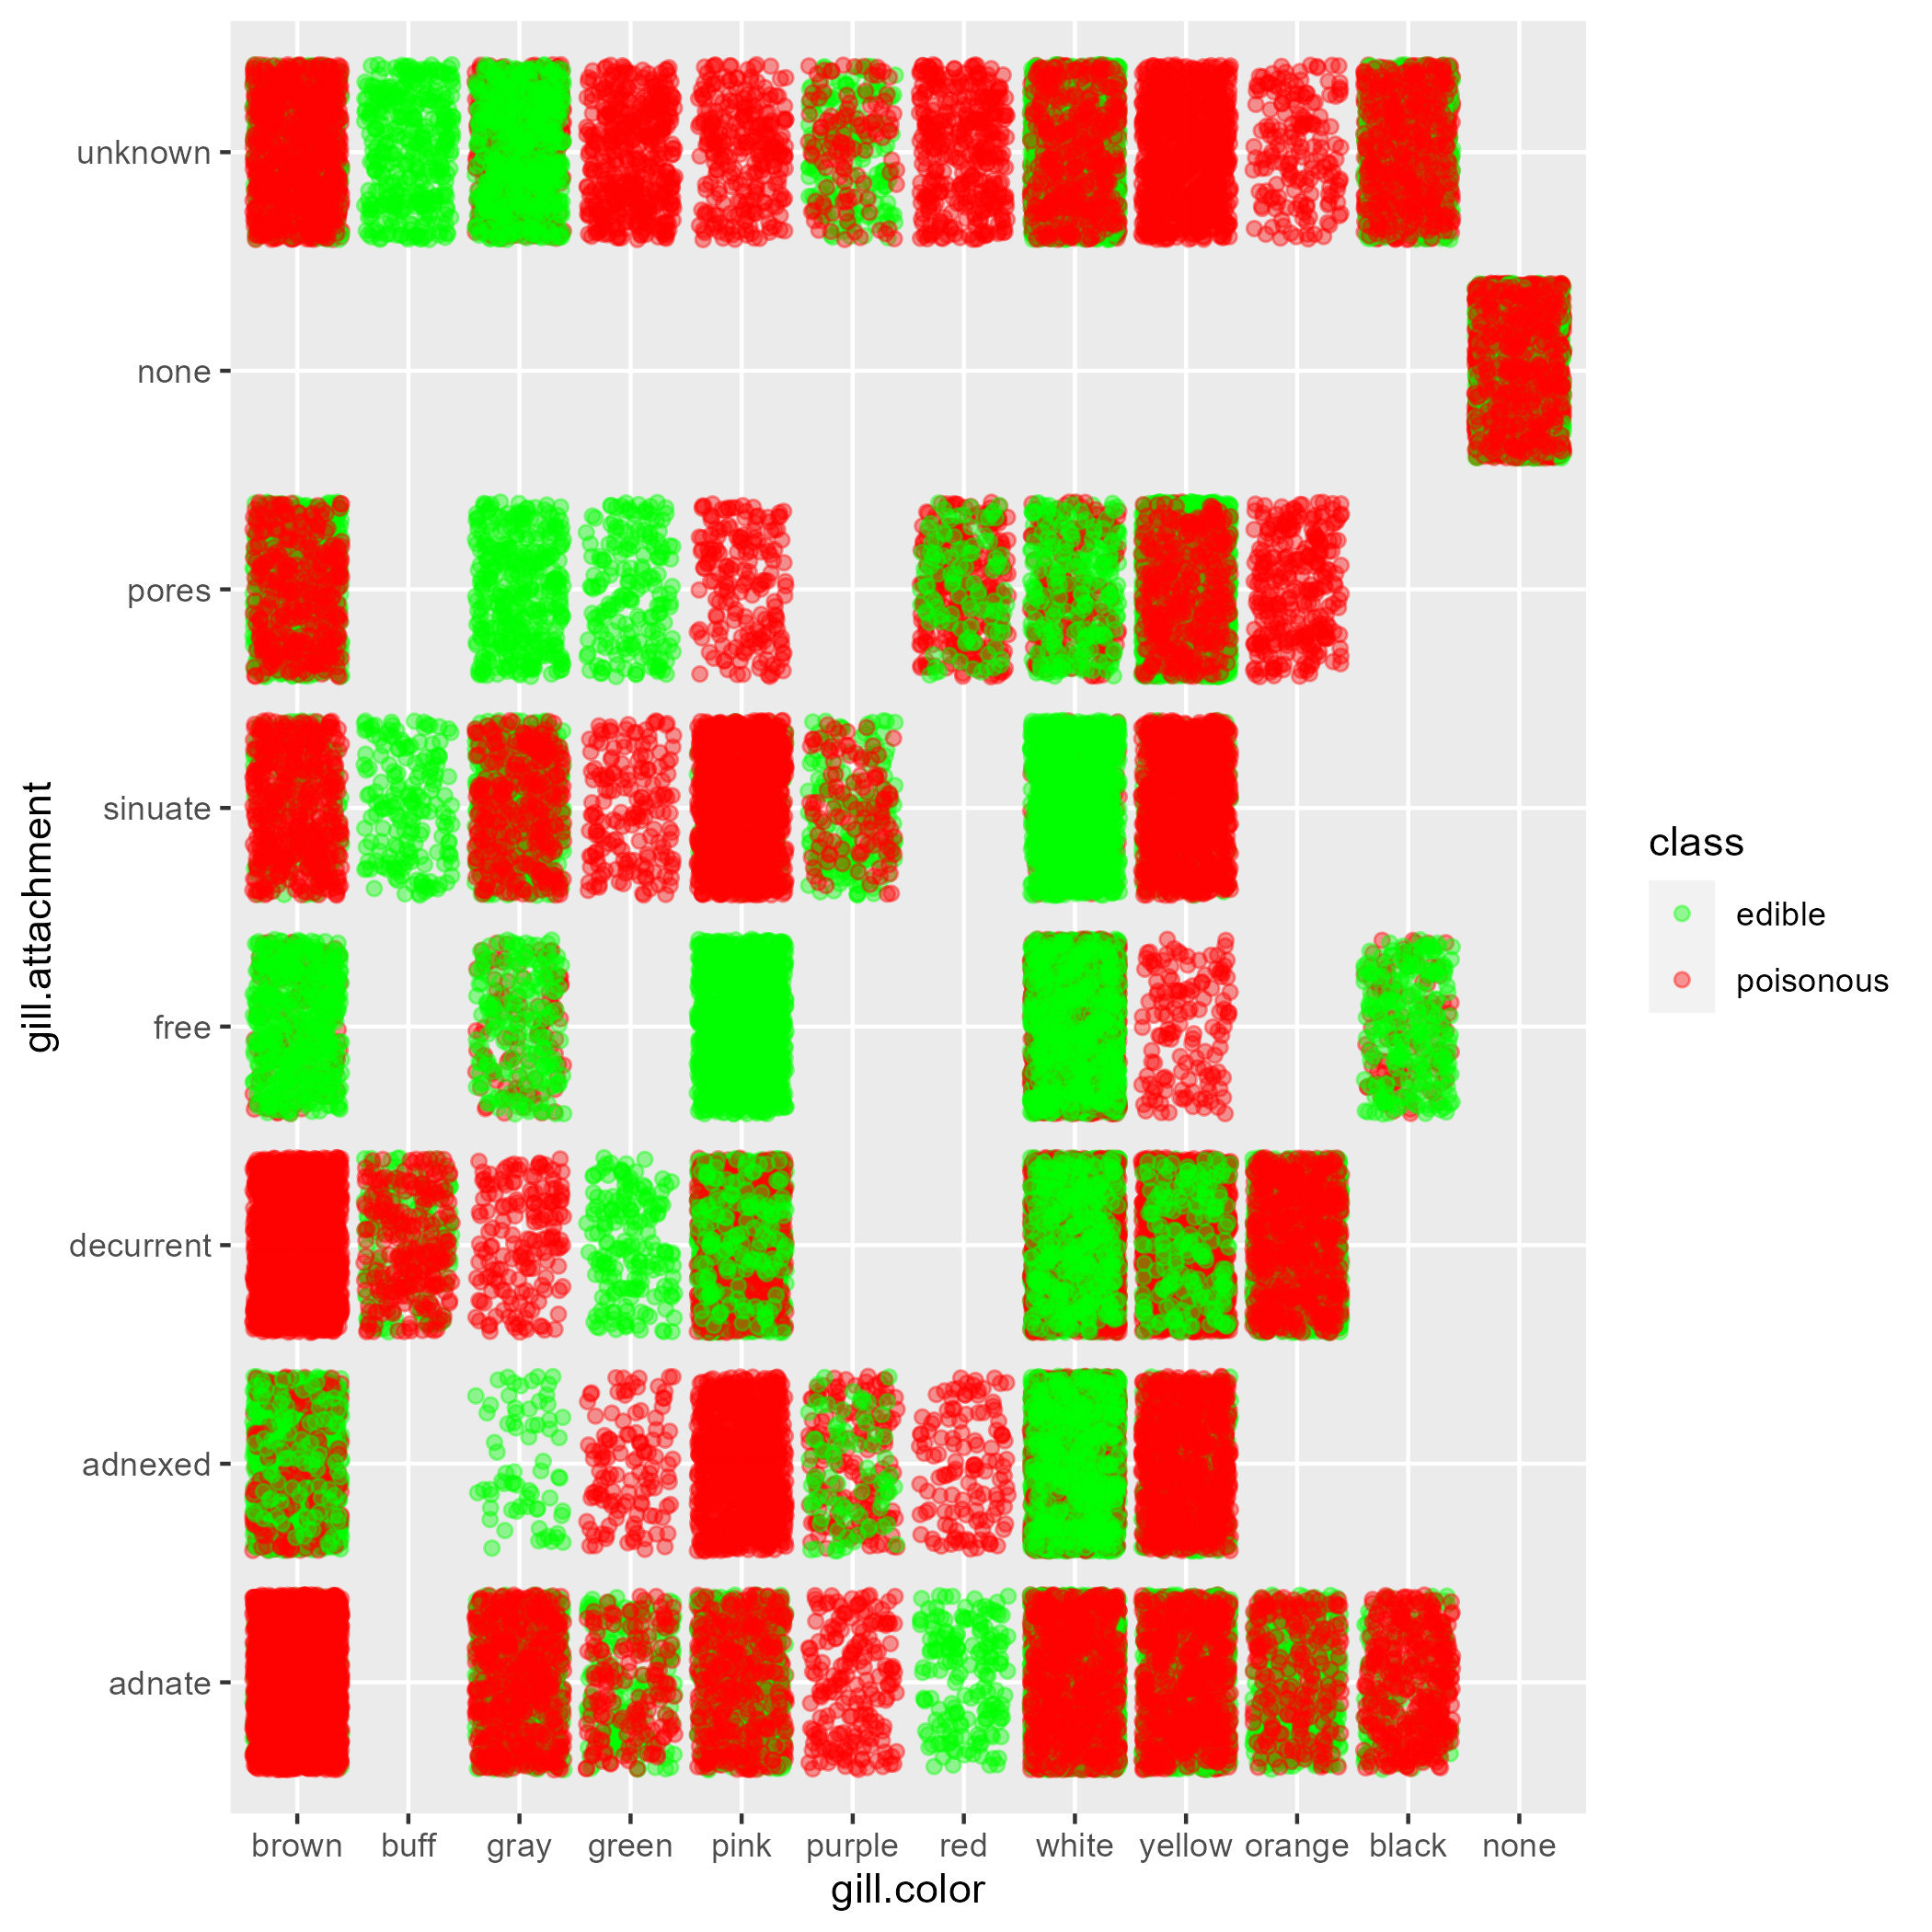 unknown
none
pores
sinuate
free
decurrent
adnexed
adnate
gill.attachment
brown buff gray green pink purple red white yellow orange black none
gill.color
class
edible
poisonous